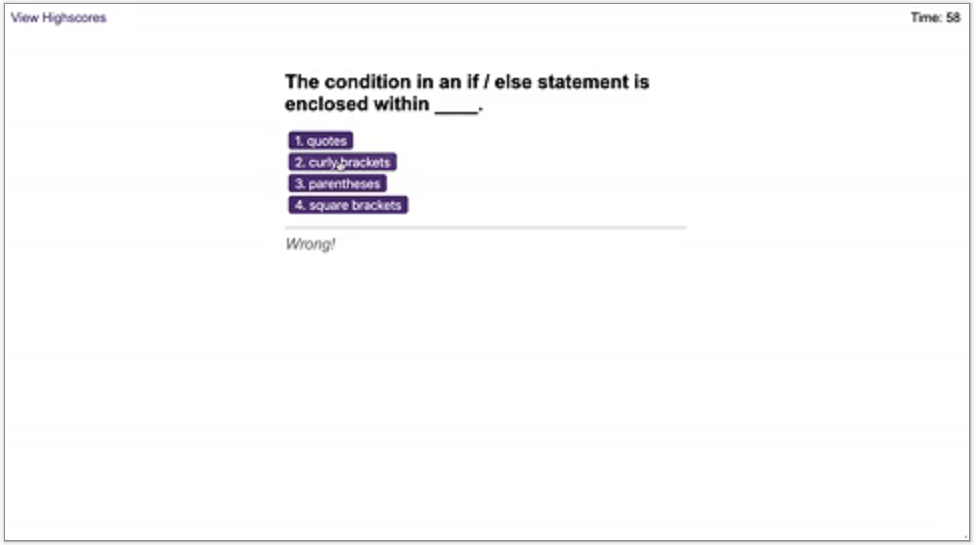 View Highscores
Time: 58
The condition in an if / else statement is
enclosed within ____.
1. quotes
2. curly brackets
3. parentheses
4. square brackets
Wrong!